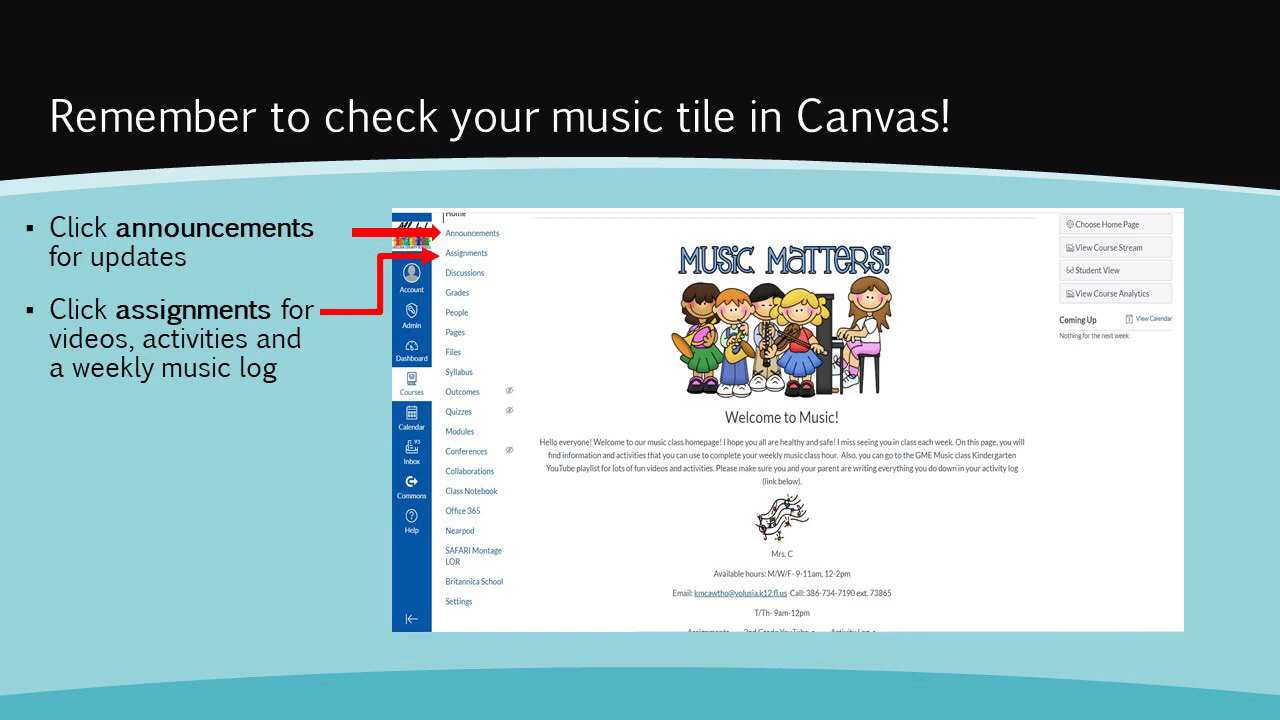 Remember to check your music tile in Canvas!
▪ Click announcements
for updates
▪ Click assignments for
videos, activities and
a weekly music log
Account
Admin
Dashboard
Courses
Calendar
93
Inbox
Commons
Help
Home
Announcements
Assignments
Discussions
Grades
People
Pages
Files
Syllabus
Outcomes
Quizzes
Modules
Conferences
Collaborations
Class Notebook
Office 365
Nearpod
SAFARI Montage
LOR
Britannica School
Settings
MUSIC MATTERS!
Welcome to Music!
Hello everyone! Welcome to our music class homepage! I hope you all are healthy and safe! I miss seeing you in class each week. On this page, you will
find information and activities that you can use to complete your weekly music class hour. Also, you can go to the GME Music class Kindergarten
YouTube playlist for lots of fun videos and activities. Please make sure you and your parent are writing everything you do down in your activity log
(link below).
Mrs. C
Available hours: M/W/F- 9-11am, 12-2pm
Email: kmcawtho@volusia.k12.fl.us Call: 386-734-7190 ext. 73865
T/Th- 9am-12pm
Assignments 2nd Grade YouTube Activity Log
Choose Home Page
View Course Stream
Student View
View Course Analytics
Coming Up View Calendar
Nothing for the next week